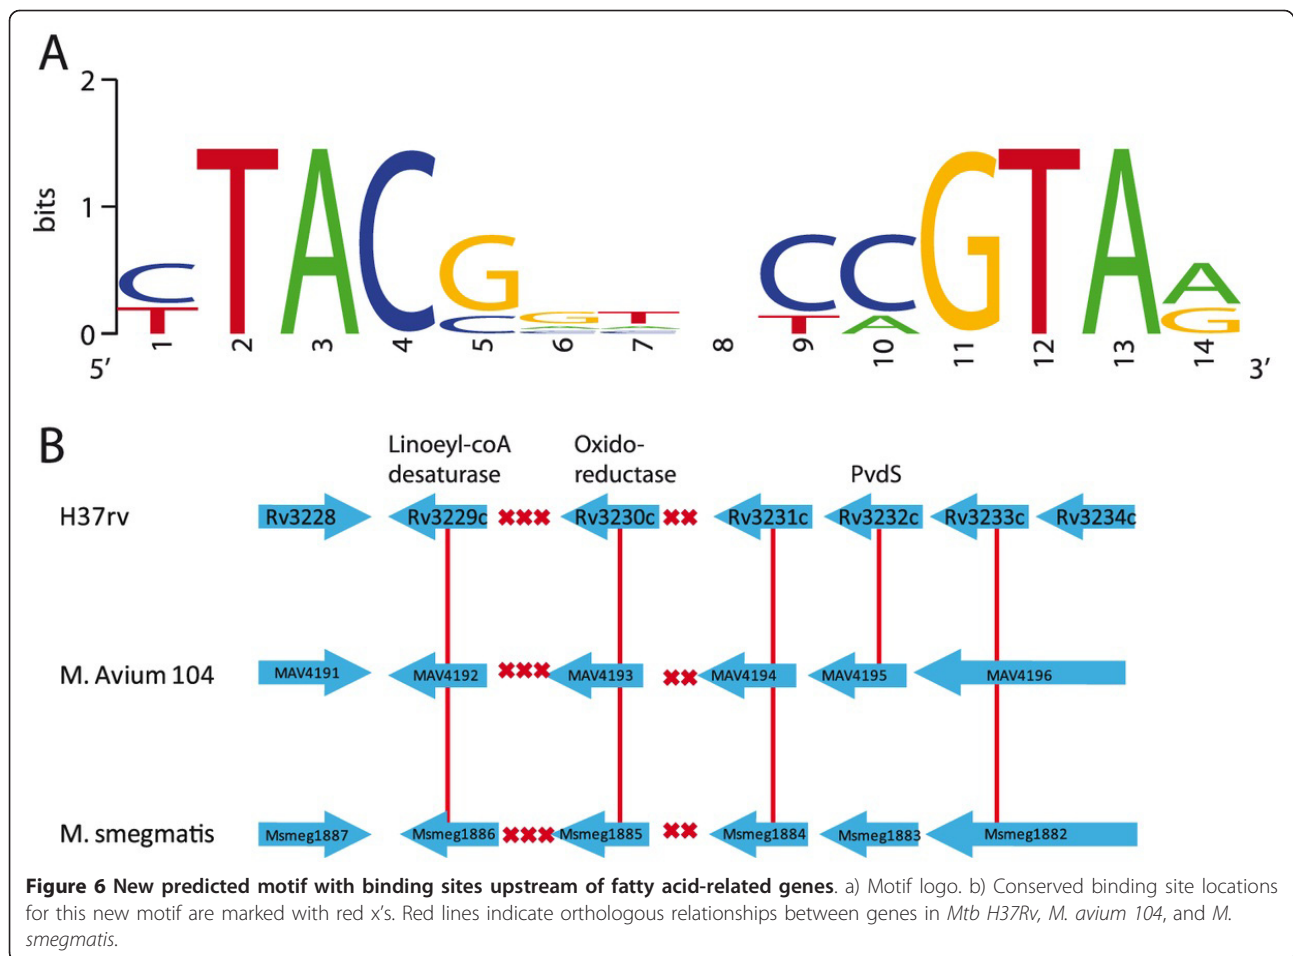 A
2
bits
1
0
C T A C G C C G T A A
T C G T T A G
A A
5’ 1 2 3 4 5 6 7 8 9 10 11 12 13 14 3’
B
Linoeyl-coA desaturase
Oxido-reductase
PvdS
H37rv Rv3228 Rv3229c Rv3230c Rv3231c Rv3232c Rv3233c Rv3234c
M. Avium 104 MAV4191 MAV4192 MAV4193 MAV4194 MAV4195 MAV4196
M. smegmatis Msmeg1887 Msmeg1886 Msmeg1885 Msmeg1884 Msmeg1883 Msmeg1882
Figure 6 New predicted motif with binding sites upstream of fatty acid-related genes. a) Motif logo. b) Conserved binding site locations
for this new motif are marked with red x's. Red lines indicate orthologous relationships between genes in Mtb H37Rv, M. avium 104, and M.
smegmatis.